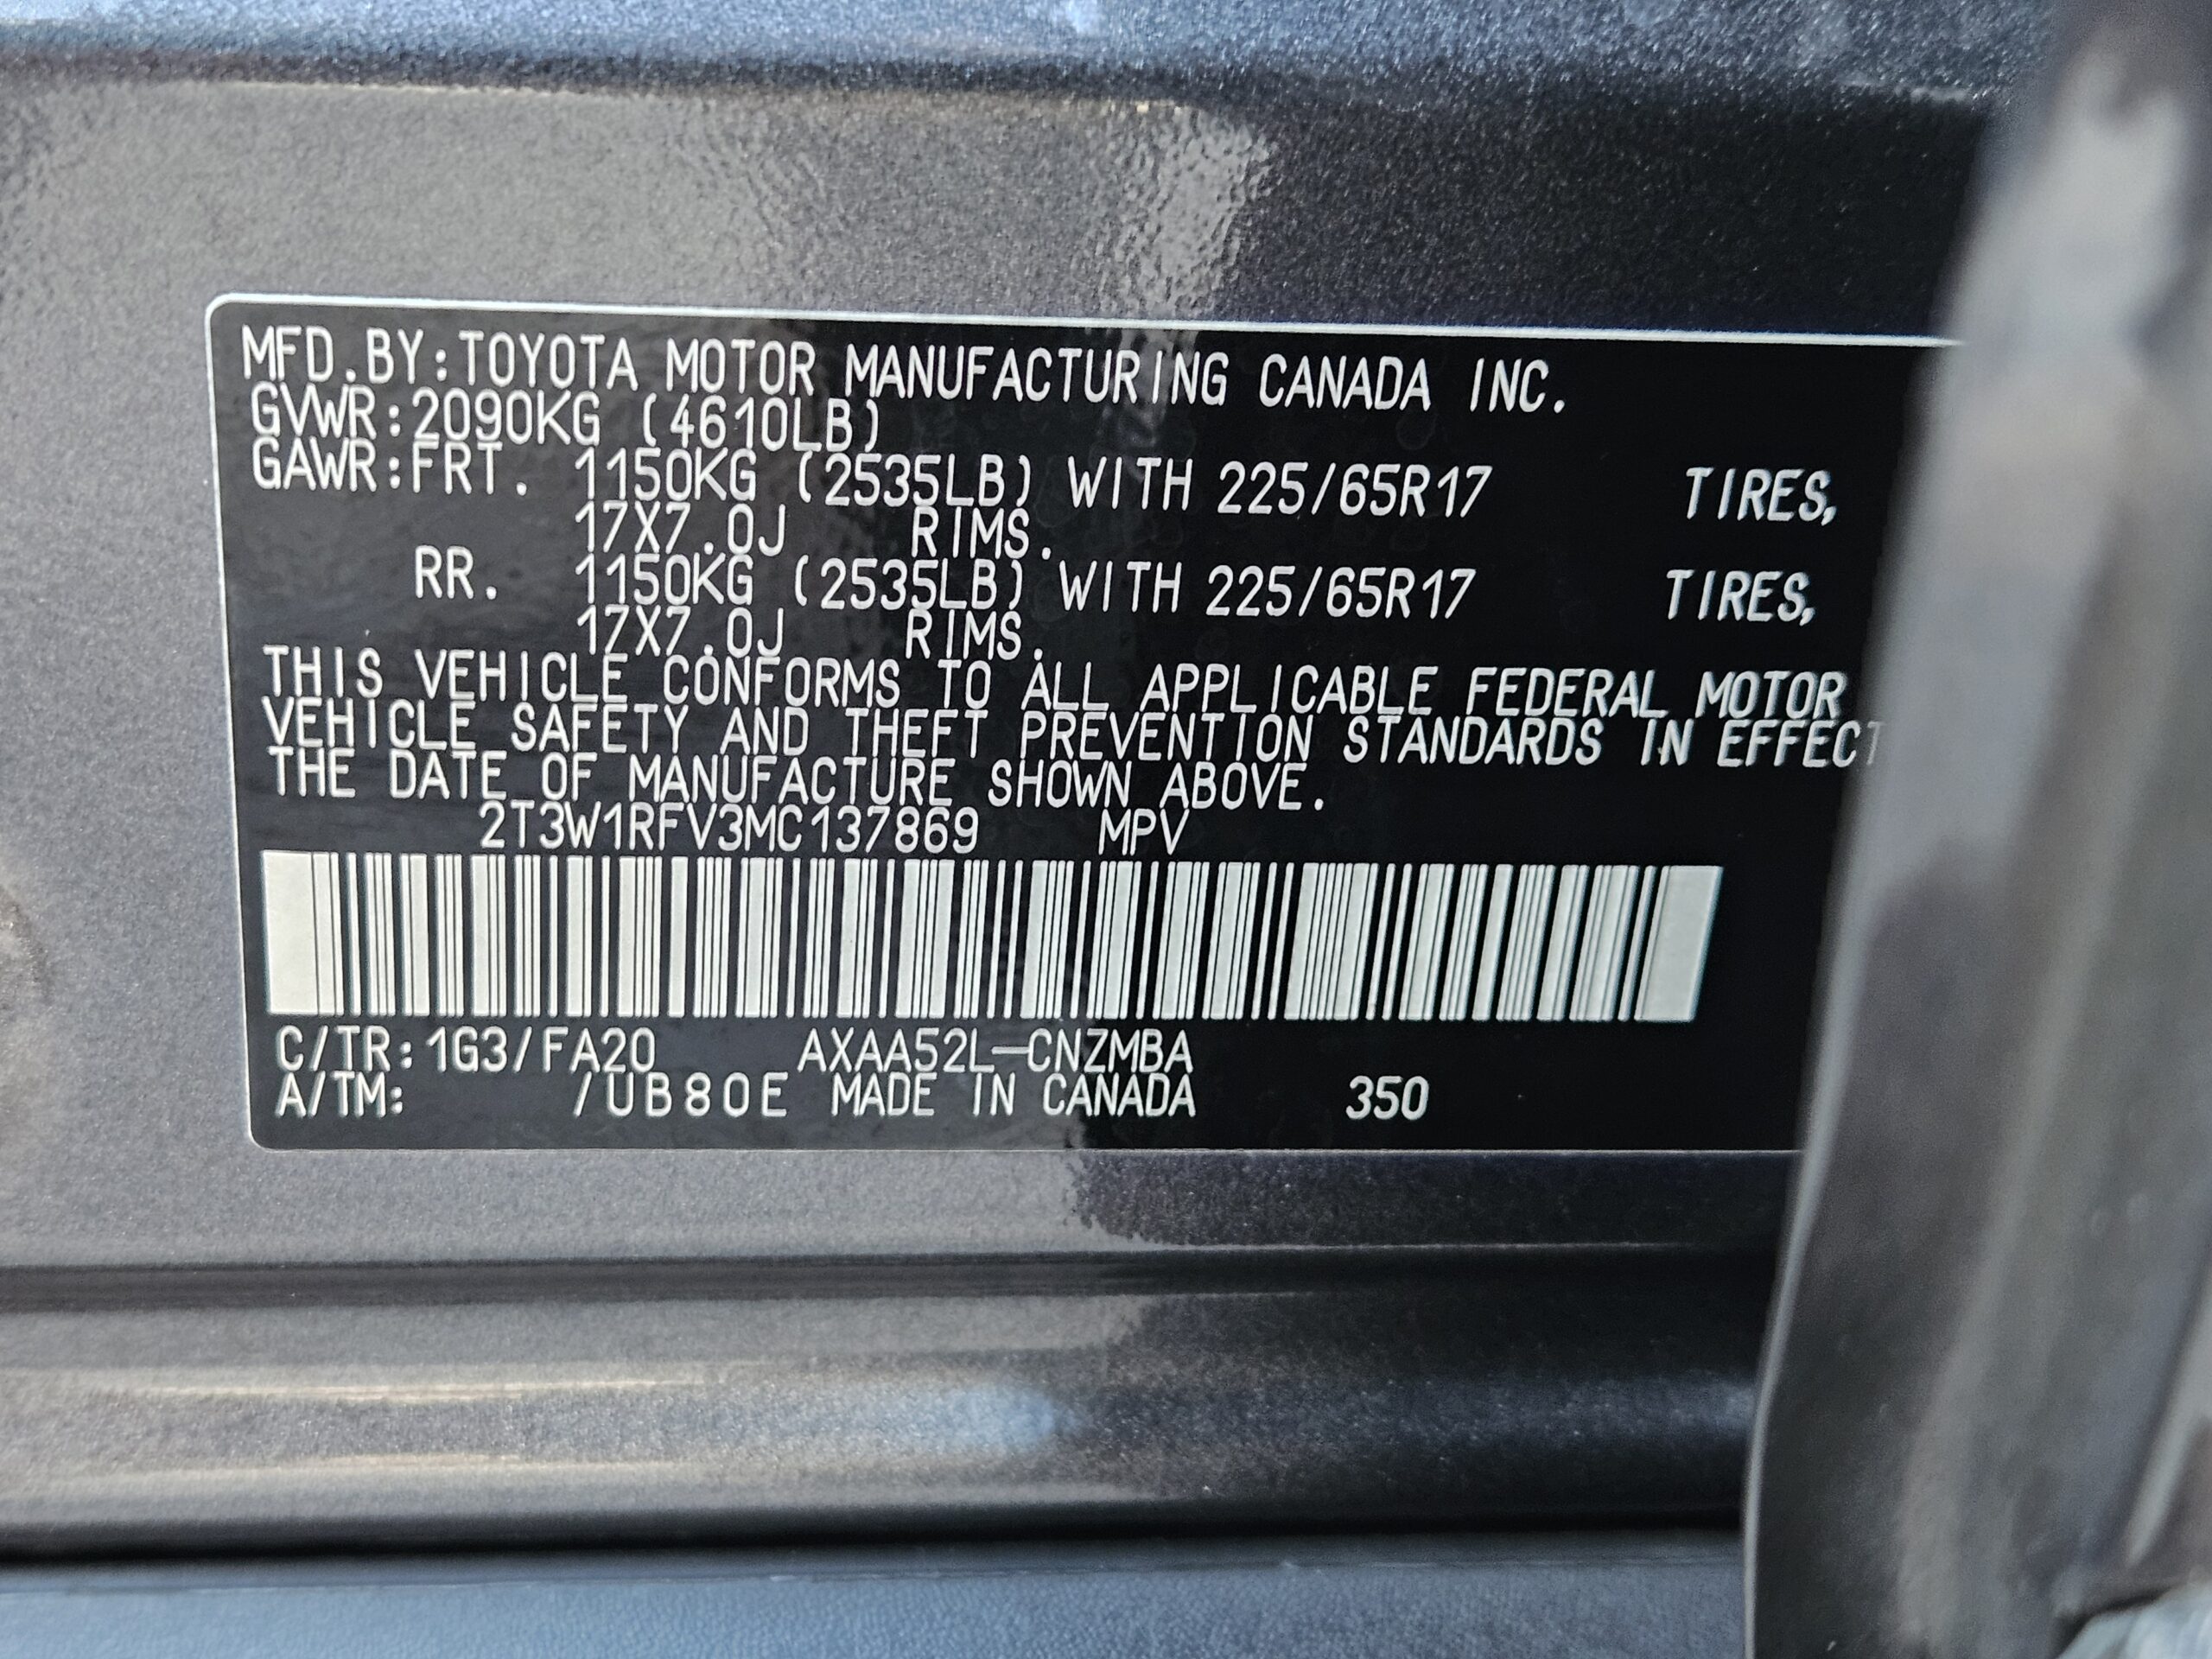 MFD.BY:TOYOTA MOTOR MANUFACTURING CANADA INC.
GVWR:2090KG (4610LB)
GAWR:FRT. 1150KG (2535LB) WITH 225/65R17 TIRES,
17X7.0J RIMS.
RR. 1150KG (2535LB) WITH 225/65R17 TIRES,
17X7.0J RIMS.
THIS VEHICLE CONFORMS TO ALL APPLICABLE FEDERAL MOTOR
VEHICLE SAFETY AND THEFT PREVENTION STANDARDS IN EFFECT
THE DATE OF MANUFACTURE SHOWN ABOVE.
2T3W1RFV3MC137869 MPV
C/TR:1G3/FA20 AXAA52L-CNZMBA
A/TM: /UB80E MADE IN CANADA 350